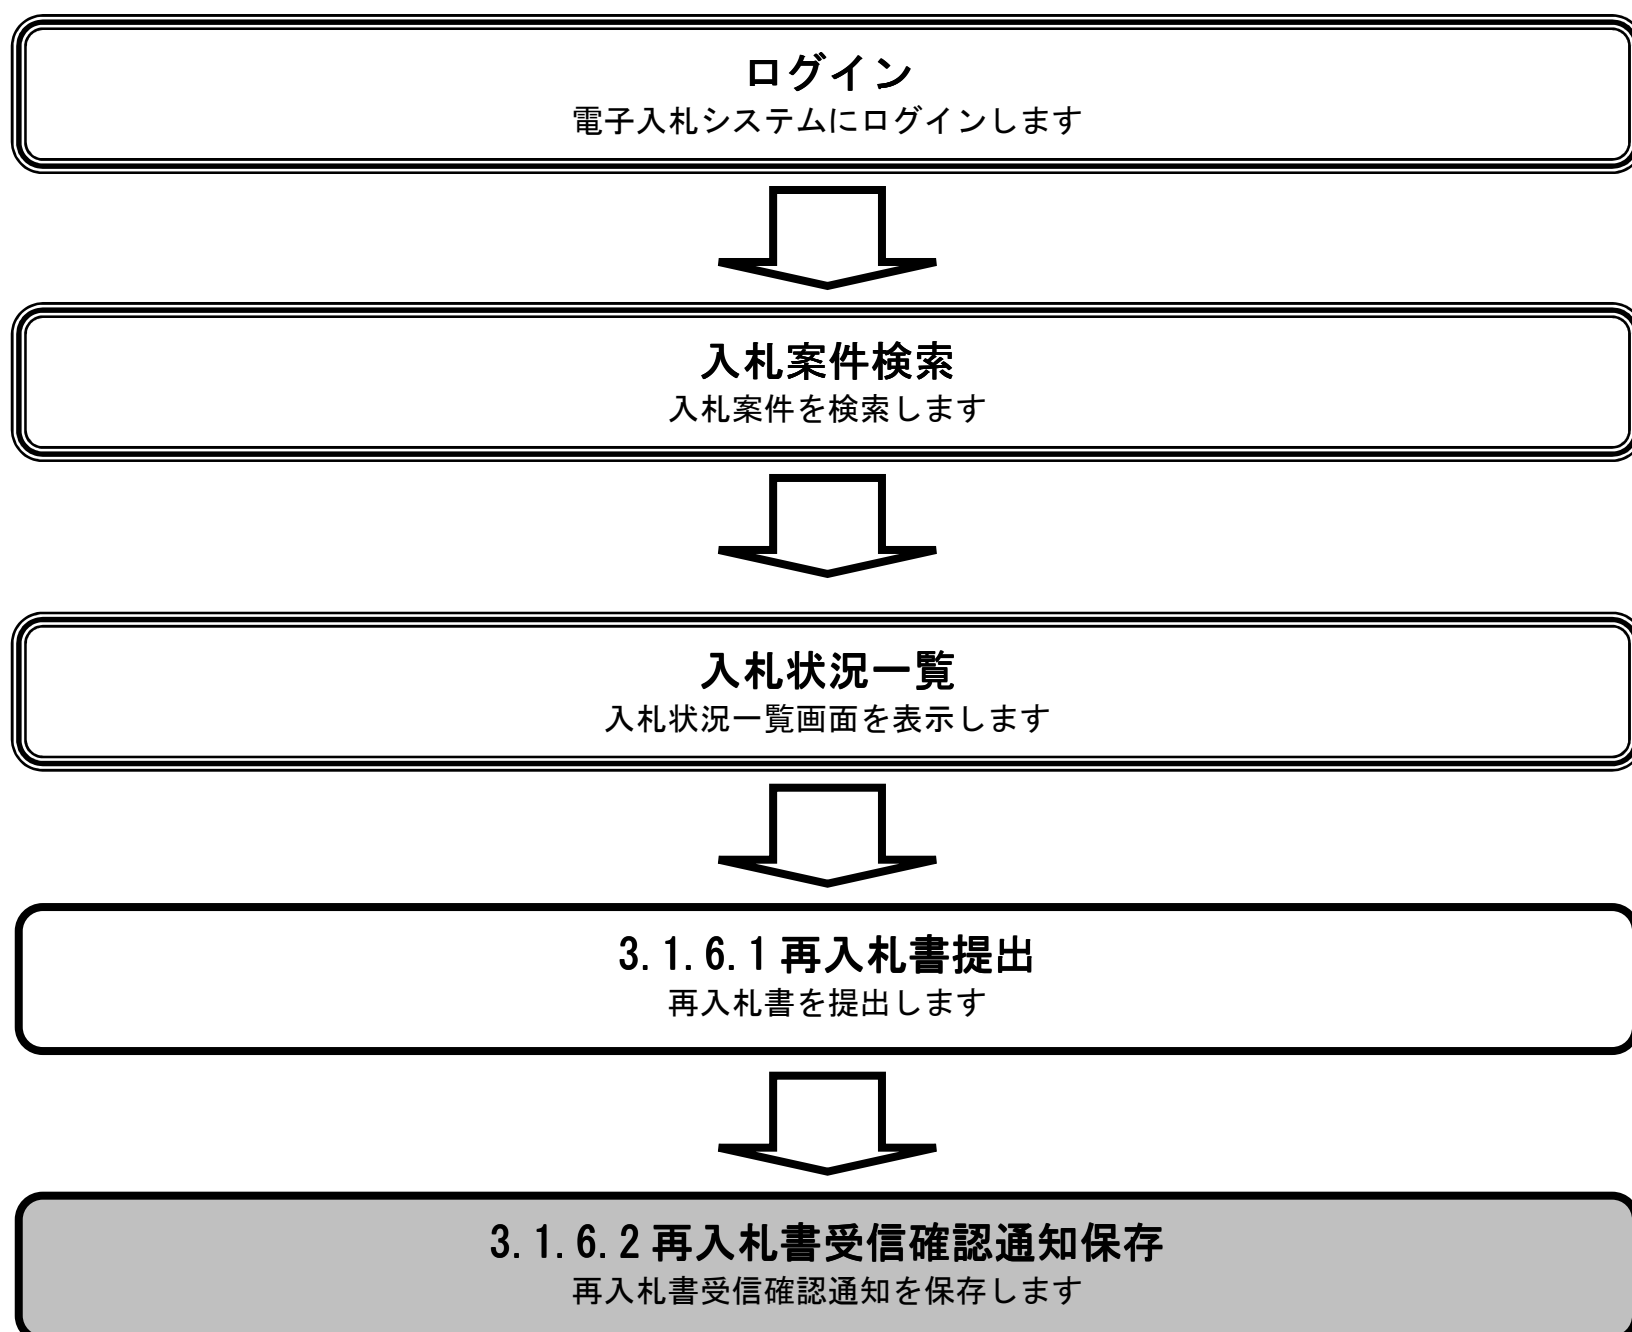 ログイン
電子入札システムにログインします
入札案件検索
入札案件を検索します
入札状況一覧
入札状況一覧画面を表示します
3.1.6.1 再入札書提出
再入札書を提出します
3.1.6.2 再入札書受信確認通知保存
再入札書受信確認通知を保存します